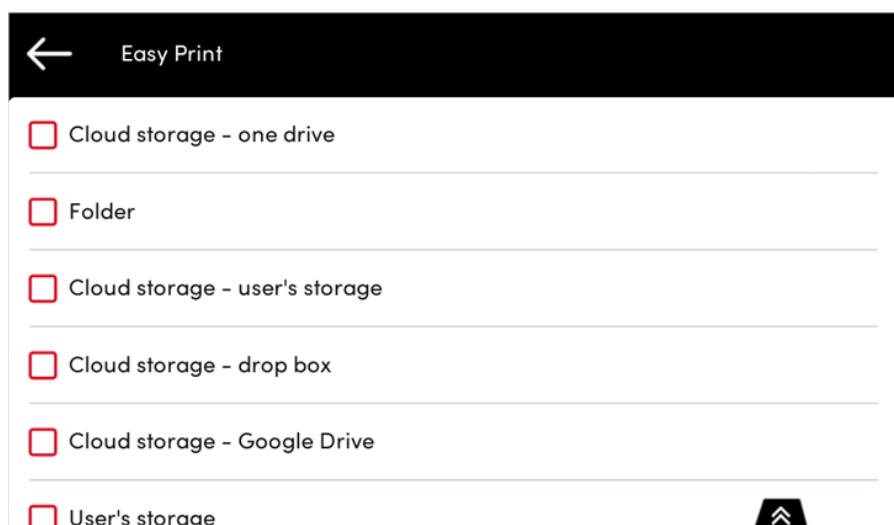 Easy Print
Cloud storage - one drive
Folder
Cloud storage - user's storage
Cloud storage - drop box
Cloud storage - Google Drive
User's storage